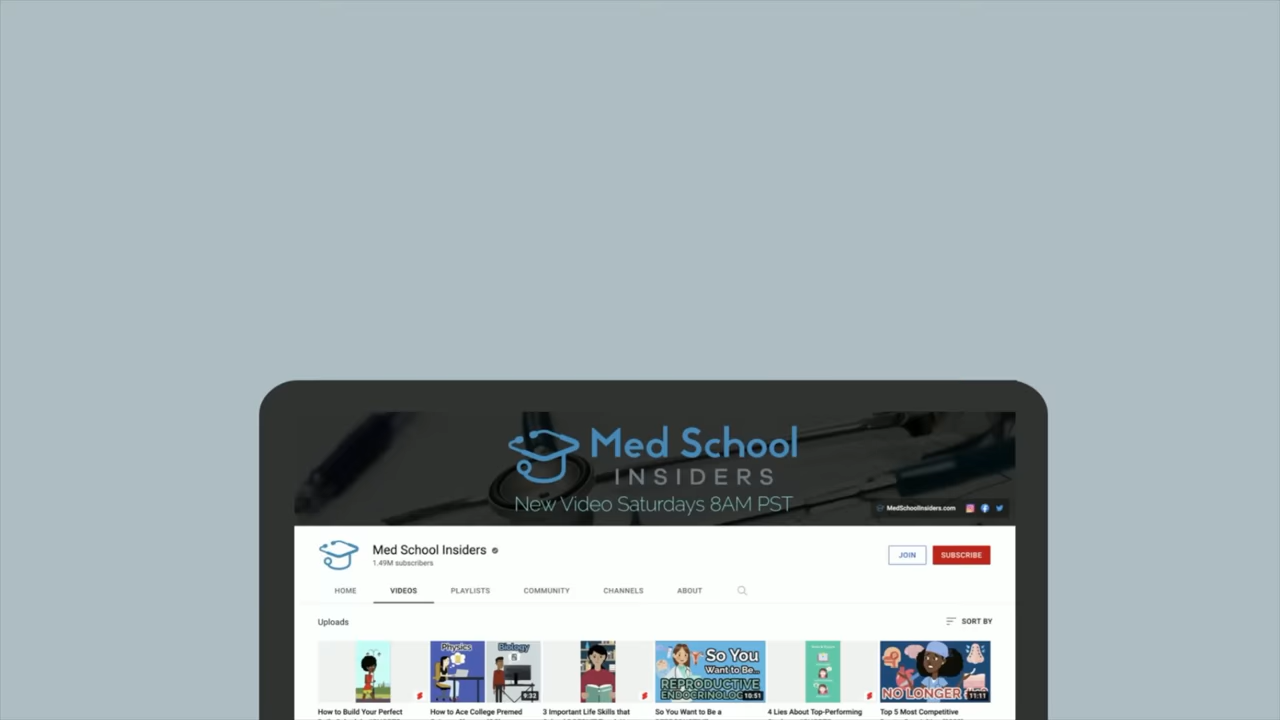 Med School
INSIDERS
New Video Saturdays 8AM PST
MedSchoolInsiders.com
Med School Insiders
1.49M subscribers
JOIN
SUBSCRIBE
HOME
VIDEOS
PLAYLISTS
COMMUNITY
CHANNELS
ABOUT
Uploads
SORT BY
Physics
Biology
9:23
So You
Want to Be...
REPRODUCTIVE
ENDOCRINOLOG
10:51
NO LONGER
11:11
How to Build Your Perfect
How to Ace College Premed
3 Important Life Skills that
So You Want to Be a
4 Lies About Top-Performing
Top 5 Most Competitive